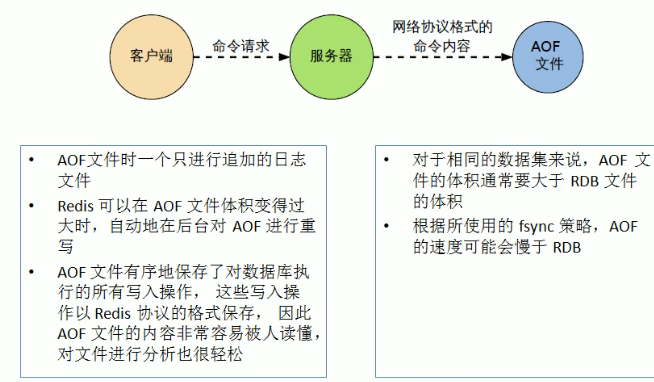 客户端
命令请求
服务器
网络协议格式的
命令内容
AOF
文件
• AOF文件时一个只进行追加的日志
文件
• Redis 可以在 AOF 文件体积变得过
大时，自动地在后台对 AOF 进行重
写
• AOF 文件有序地保存了对数据库执
行的所有写入操作， 这些写入操
作以 Redis 协议的格式保存， 因此
AOF 文件的内容非常容易被人读懂，
对文件进行分析也很轻松
• 对于相同的数据集来说，AOF 文
件的体积通常要大于 RDB 文件
的体积
• 根据所使用的 fsync 策略，AOF
的速度可能会慢于 RDB